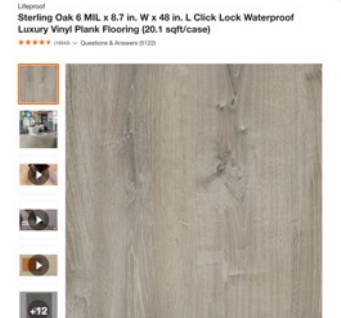 Lifeproof
Sterling Oak 6 MIL x 8.7 in. W x 48 in. L Click Lock Waterproof
Luxury Vinyl Plank Flooring (20.1 sqft/case)
Questions & Answers (5122)
+12